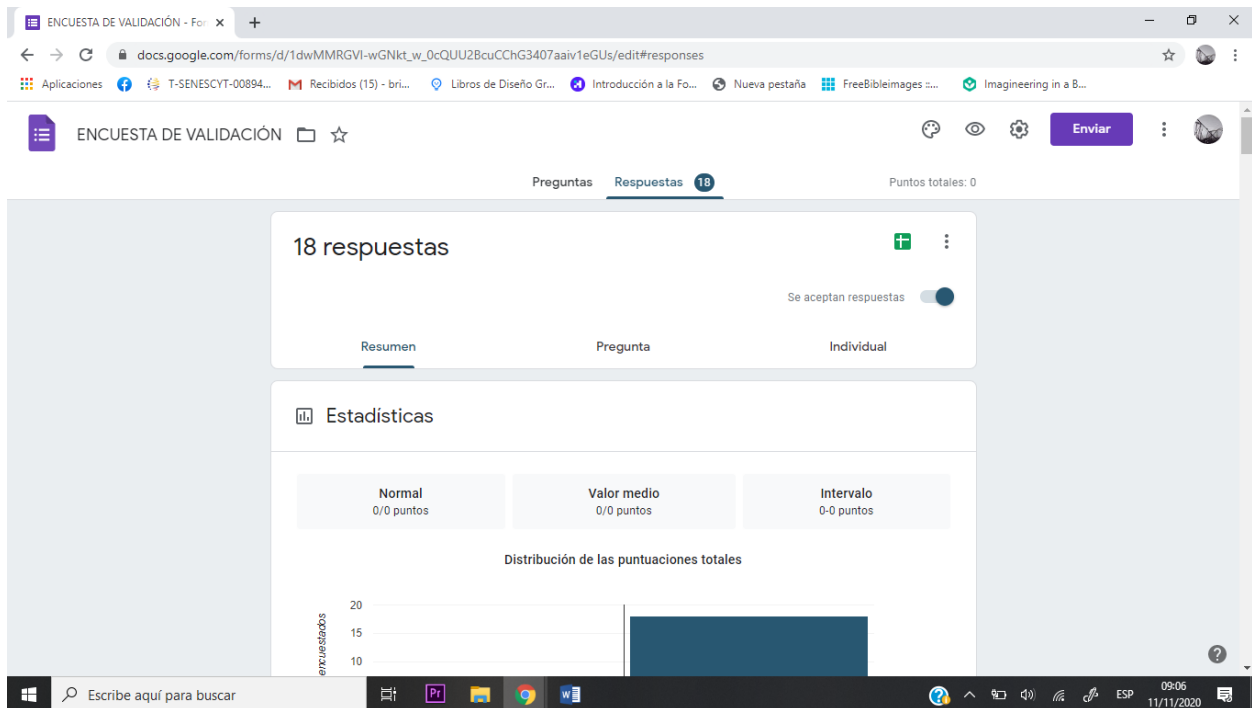 ENCUESTA DE VALIDACIÓN - For
docs.google.com/forms/d/1dwMMRGVI-wGNkt_w_0cQUU2BcuCChG3407aaiv1eGUs/edit#responses
Aplicaciones T-SENESCYT-00894... Recibidos (15) - bri... Libros de Diseño Gr... Introducción a la Fo... Nueva pestaña FreeBibleimages ::... Imagineering in a B...
ENCUESTA DE VALIDACIÓN Enviar
Preguntas Respuestas 18 Puntos totales: 0
18 respuestas
Se aceptan respuestas
Resumen Pregunta Individual
Estadísticas
Normal Valor medio Intervalo
0/0 puntos 0/0 puntos 0-0 puntos
Distribución de las puntuaciones totales
20
15
10
encuestados
Escribe aquí para buscar Pr W ESP 09:06
11/11/2020